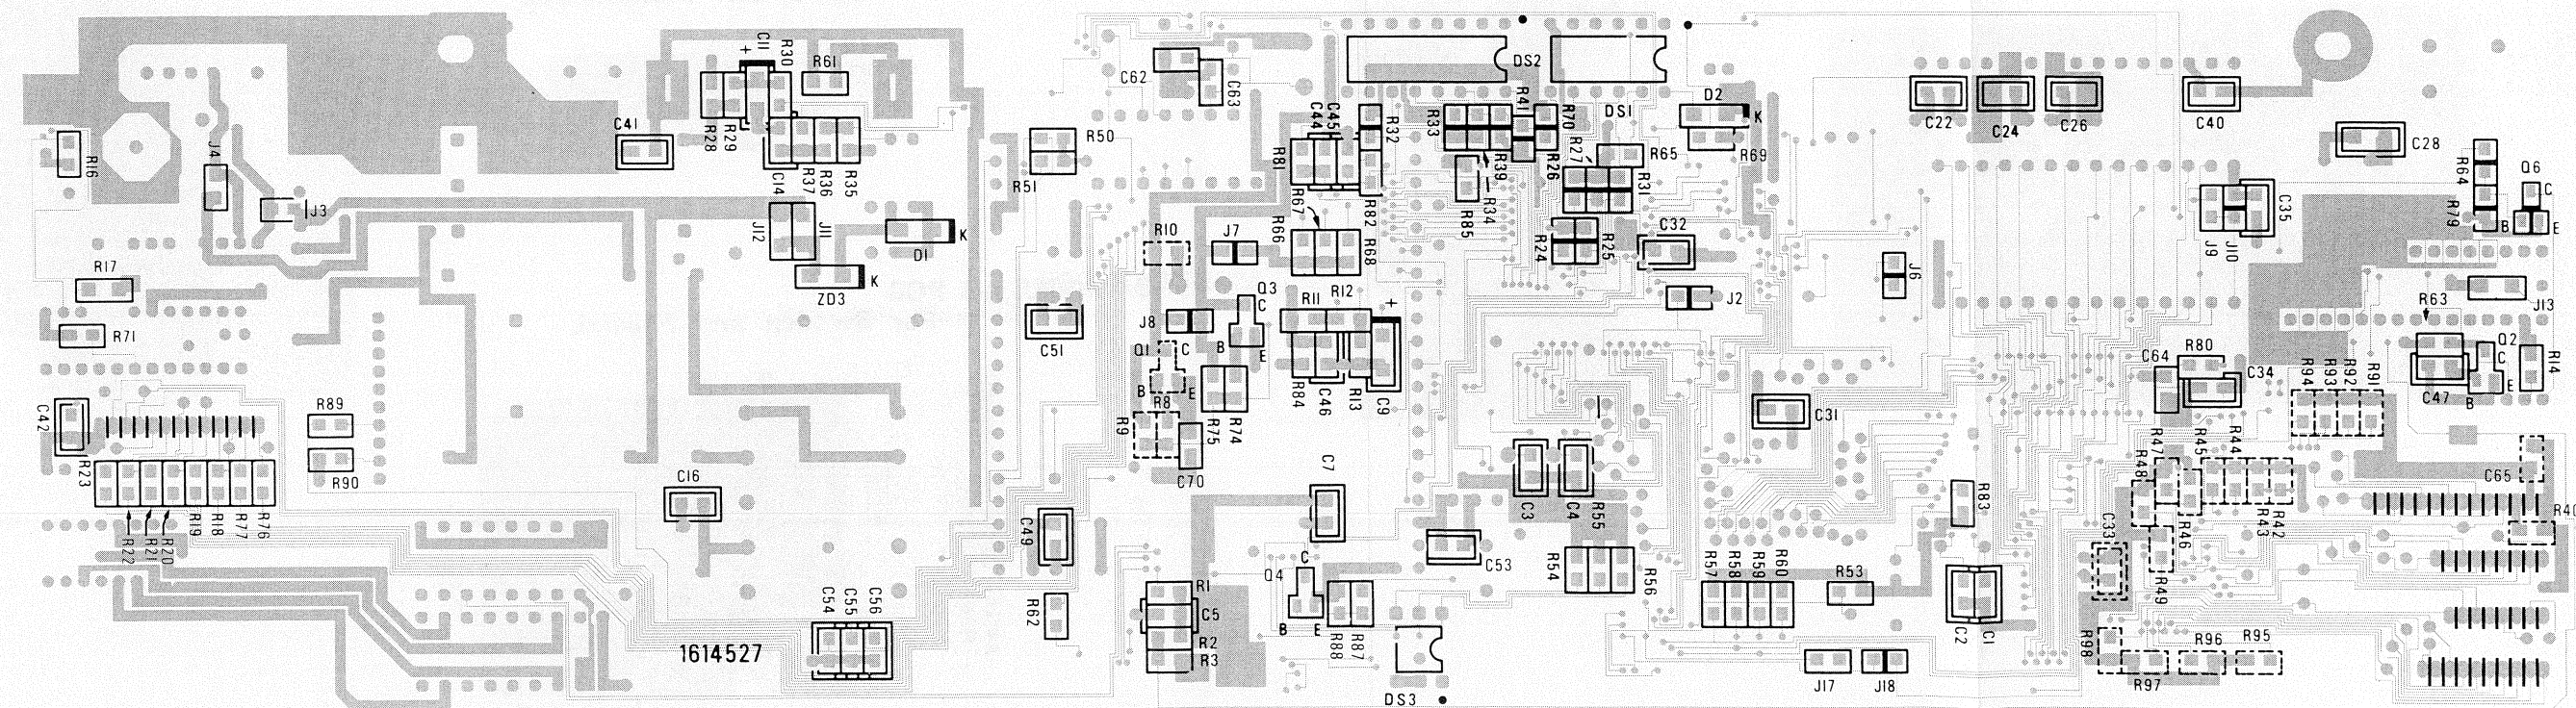 C11
+
R30
R61
C62
C63
DS2
DS1
R41
R70
D2
K
C22
C24
C26
C40
C28
C41
R28
R29
J4
R16
R50
R51
C44
C45
R32
R33
R81
R39
R26
R27
R65
R69
R64
Q6
C
J3
C14
R37
R36
R35
R67
R82
R85
R34
R31
C35
R79
B
E
J12
J11
D1
K
R10
J7
R66
R68
R24
R25
C32
J9
J10
R17
ZD3
K
J6
J2
J13
R71
C51
J8
Q3
C
B
E
R11
R12
+
R63
Q1
C
B
E
R80
C64
C34
Q2
C
E
B
R14
C42
R89
R8
R9
R75
R74
R84
C46
R13
C9
C31
R94
R93
R92
R91
C47
R23
R90
C16
C70
C7
R48
R47
R45
R44
C65
R22
R21
R20
R19
R18
R77
R76
C49
C53
C3
C4
R55
R83
C33
R46
R43
R42
R40
R54
R56
R57
R58
R59
R60
R53
R49
R62
R1
C5
R2
R3
Q4
C
B
E
R88
R87
C2
C1
R98
R96
R95
1614527
C54
C55
C56
DS3
J17
J18
R97